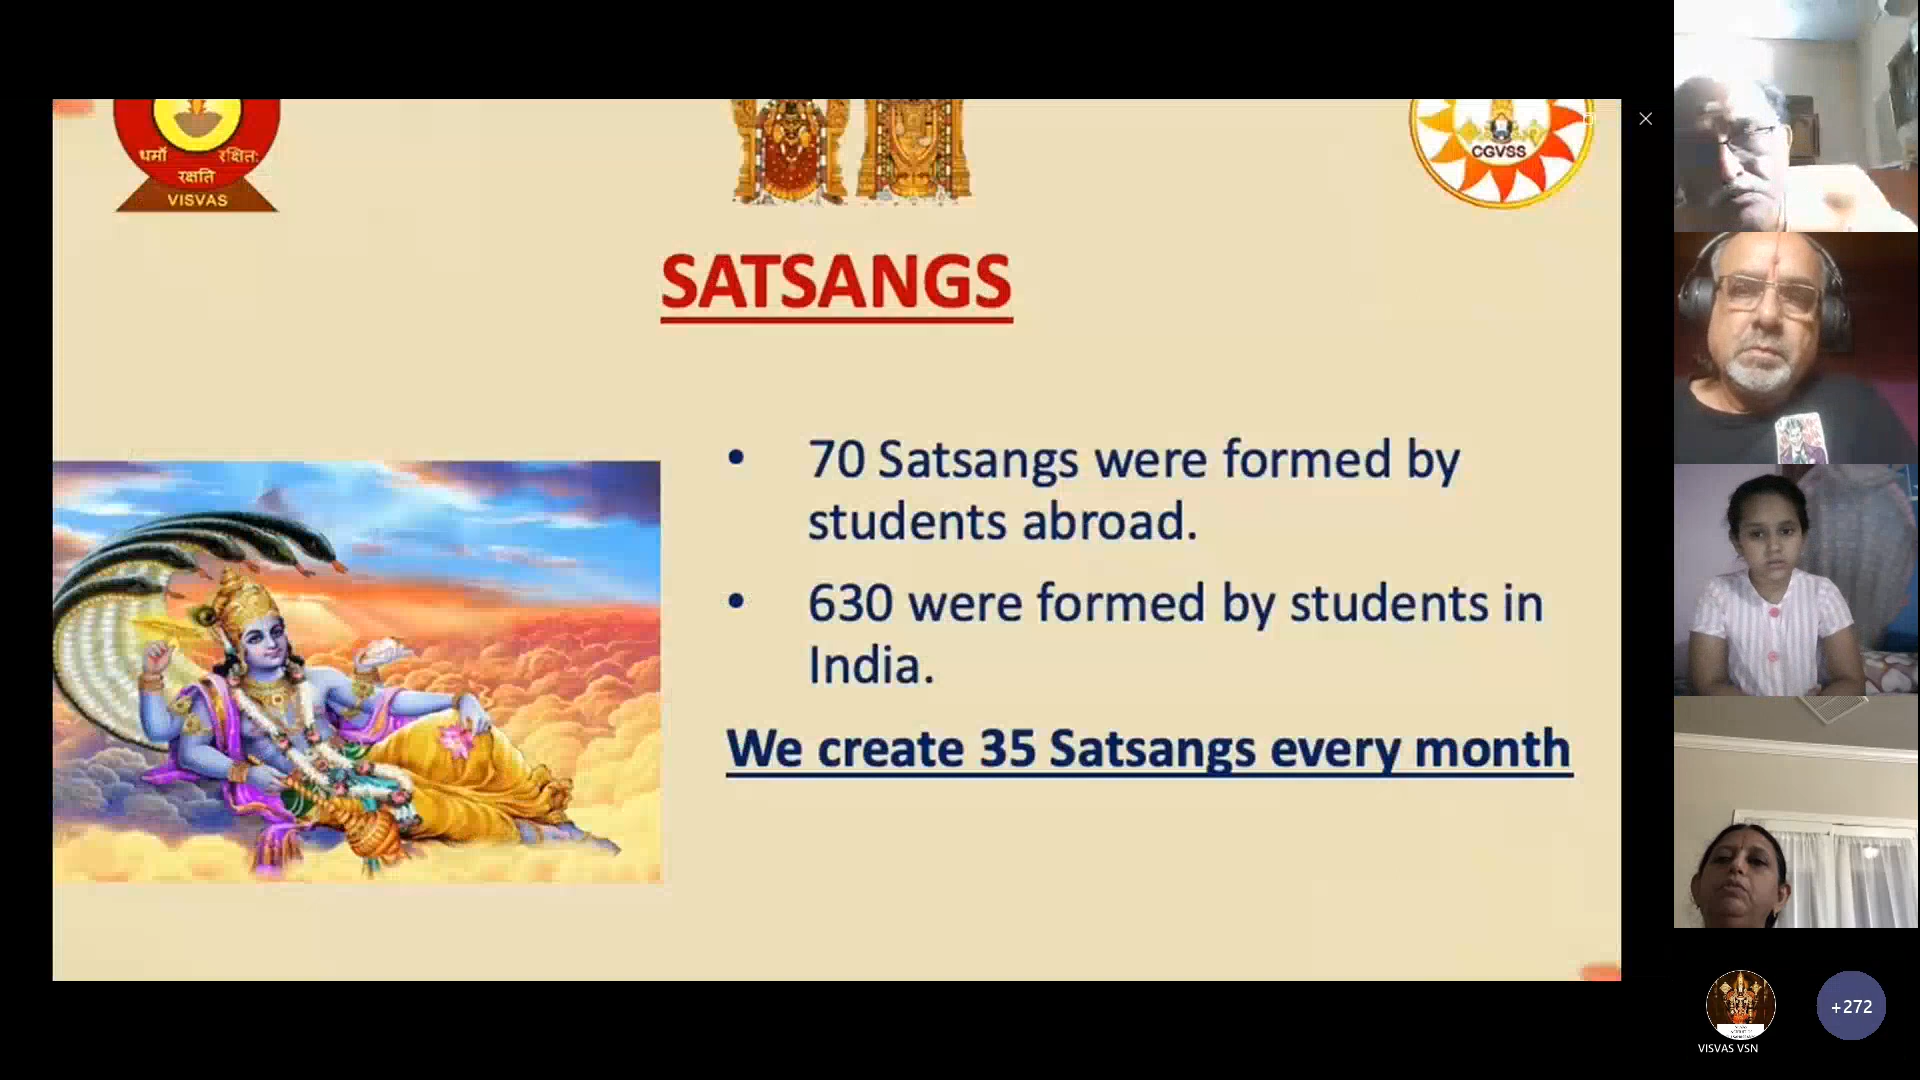 धर्मो रक्षितः
रक्षति
VISVAS
CGVSS
SATSANGS
• 70 Satsangs were formed by
students abroad.
• 630 were formed by students in
India.
We create 35 Satsangs every month
+272
VISVAS VSN